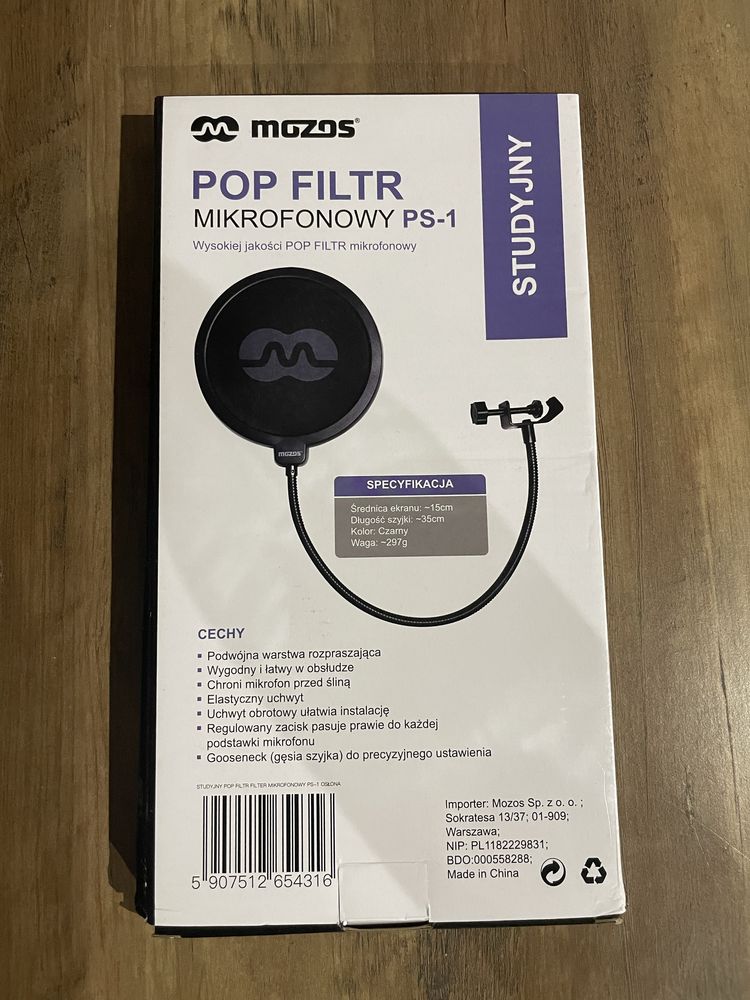 mozos®
POP FILTR
MIKROFONOWY PS-1
Wysokiej jakości POP FILTR mikrofonowy
STUDYJNY
mozos
SPECYFIKACJA
Średnica ekranu: ~15cm
Długość szyjki: ~35cm
Kolor: Czarny
Waga: ~297g
CECHY
▪ Podwójna warstwa rozpraszająca
▪ Wygodny i łatwy w obsłudze
▪ Chroni mikrofon przed śliną
▪ Elastyczny uchwyt
▪ Uchwyt obrotowy ułatwia instalację
▪ Regulowany zacisk pasuje prawie do każdej
podstawki mikrofonu
▪ Gooseneck (gęsia szyjka) do precyzyjnego ustawienia
STUDYJNY POP FILTR FILTER MIKROFONOWY PS-1 OSŁONA
5 907512 654316
Importer: Mozos Sp. z o. o. ;
Sokratesa 13/37; 01-909;
Warszawa;
NIP: PL1182229831;
BDO:000558288;
Made in China